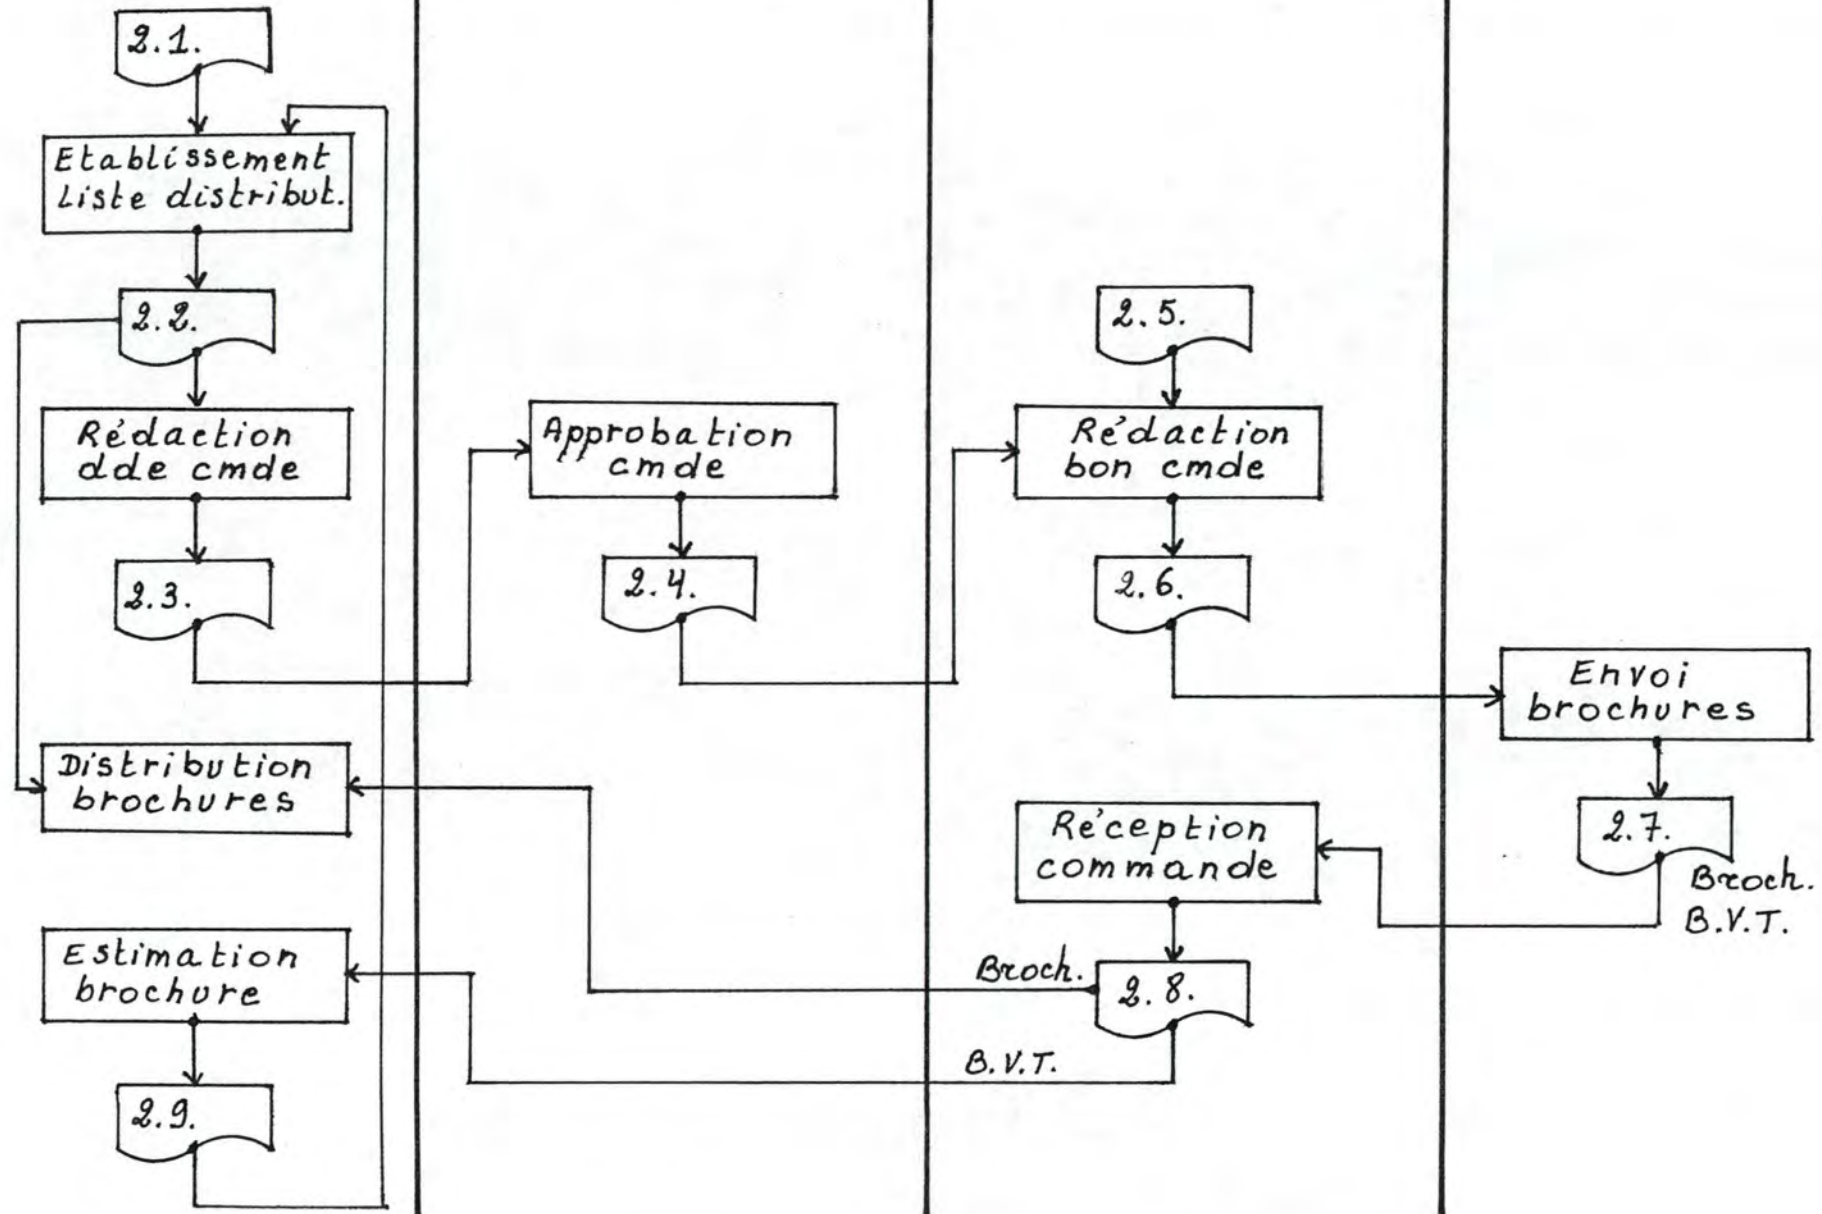 2.1.
Etablissement
Liste distribut.
2.2.
Rédaction
dde cmde
2.3.
Distribution
brochures
Estimation
brochure
2.9.
Approbation
cmde
2.4.
2.5.
Rédaction
bon cmde
2.6.
Réception
commande
Broch.
2.8.
B.V.T.
Envoi
brochures
2.7.
Broch.
B.V.T.